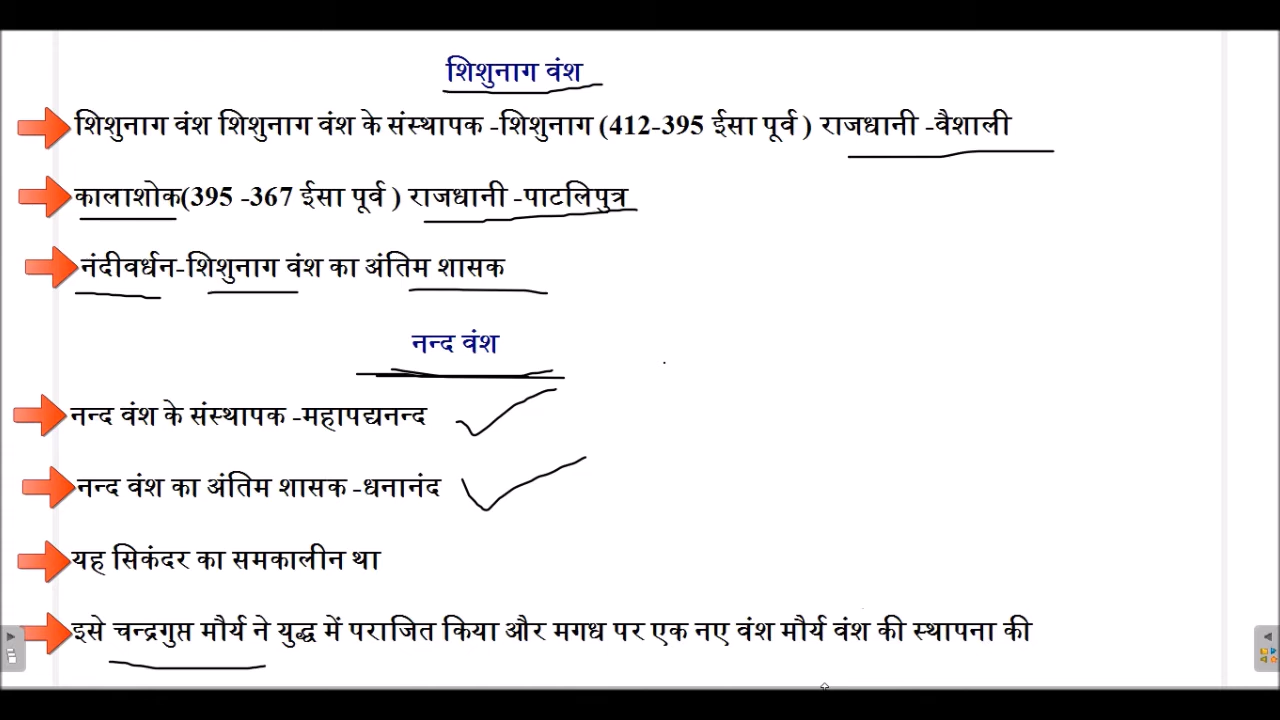 शिशुनाग वंश
शिशुनाग वंश शिशुनाग वंश के संस्थापक -शिशुनाग (412-395 ईसा पूर्व ) राजधानी -वैशाली
कालाशोक(395 -367 ईसा पूर्व ) राजधानी -पाटलिपुत्र
नंदीवर्धन-शिशुनाग वंश का अंतिम शासक
नन्द वंश
नन्द वंश के संस्थापक -महापद्यनन्द
नन्द वंश का अंतिम शासक -धनानंद
यह सिकंदर का समकालीन था
इसे चन्द्रगुप्त मौर्य ने युद्ध में पराजित किया और मगध पर एक नए वंश मौर्य वंश की स्थापना की